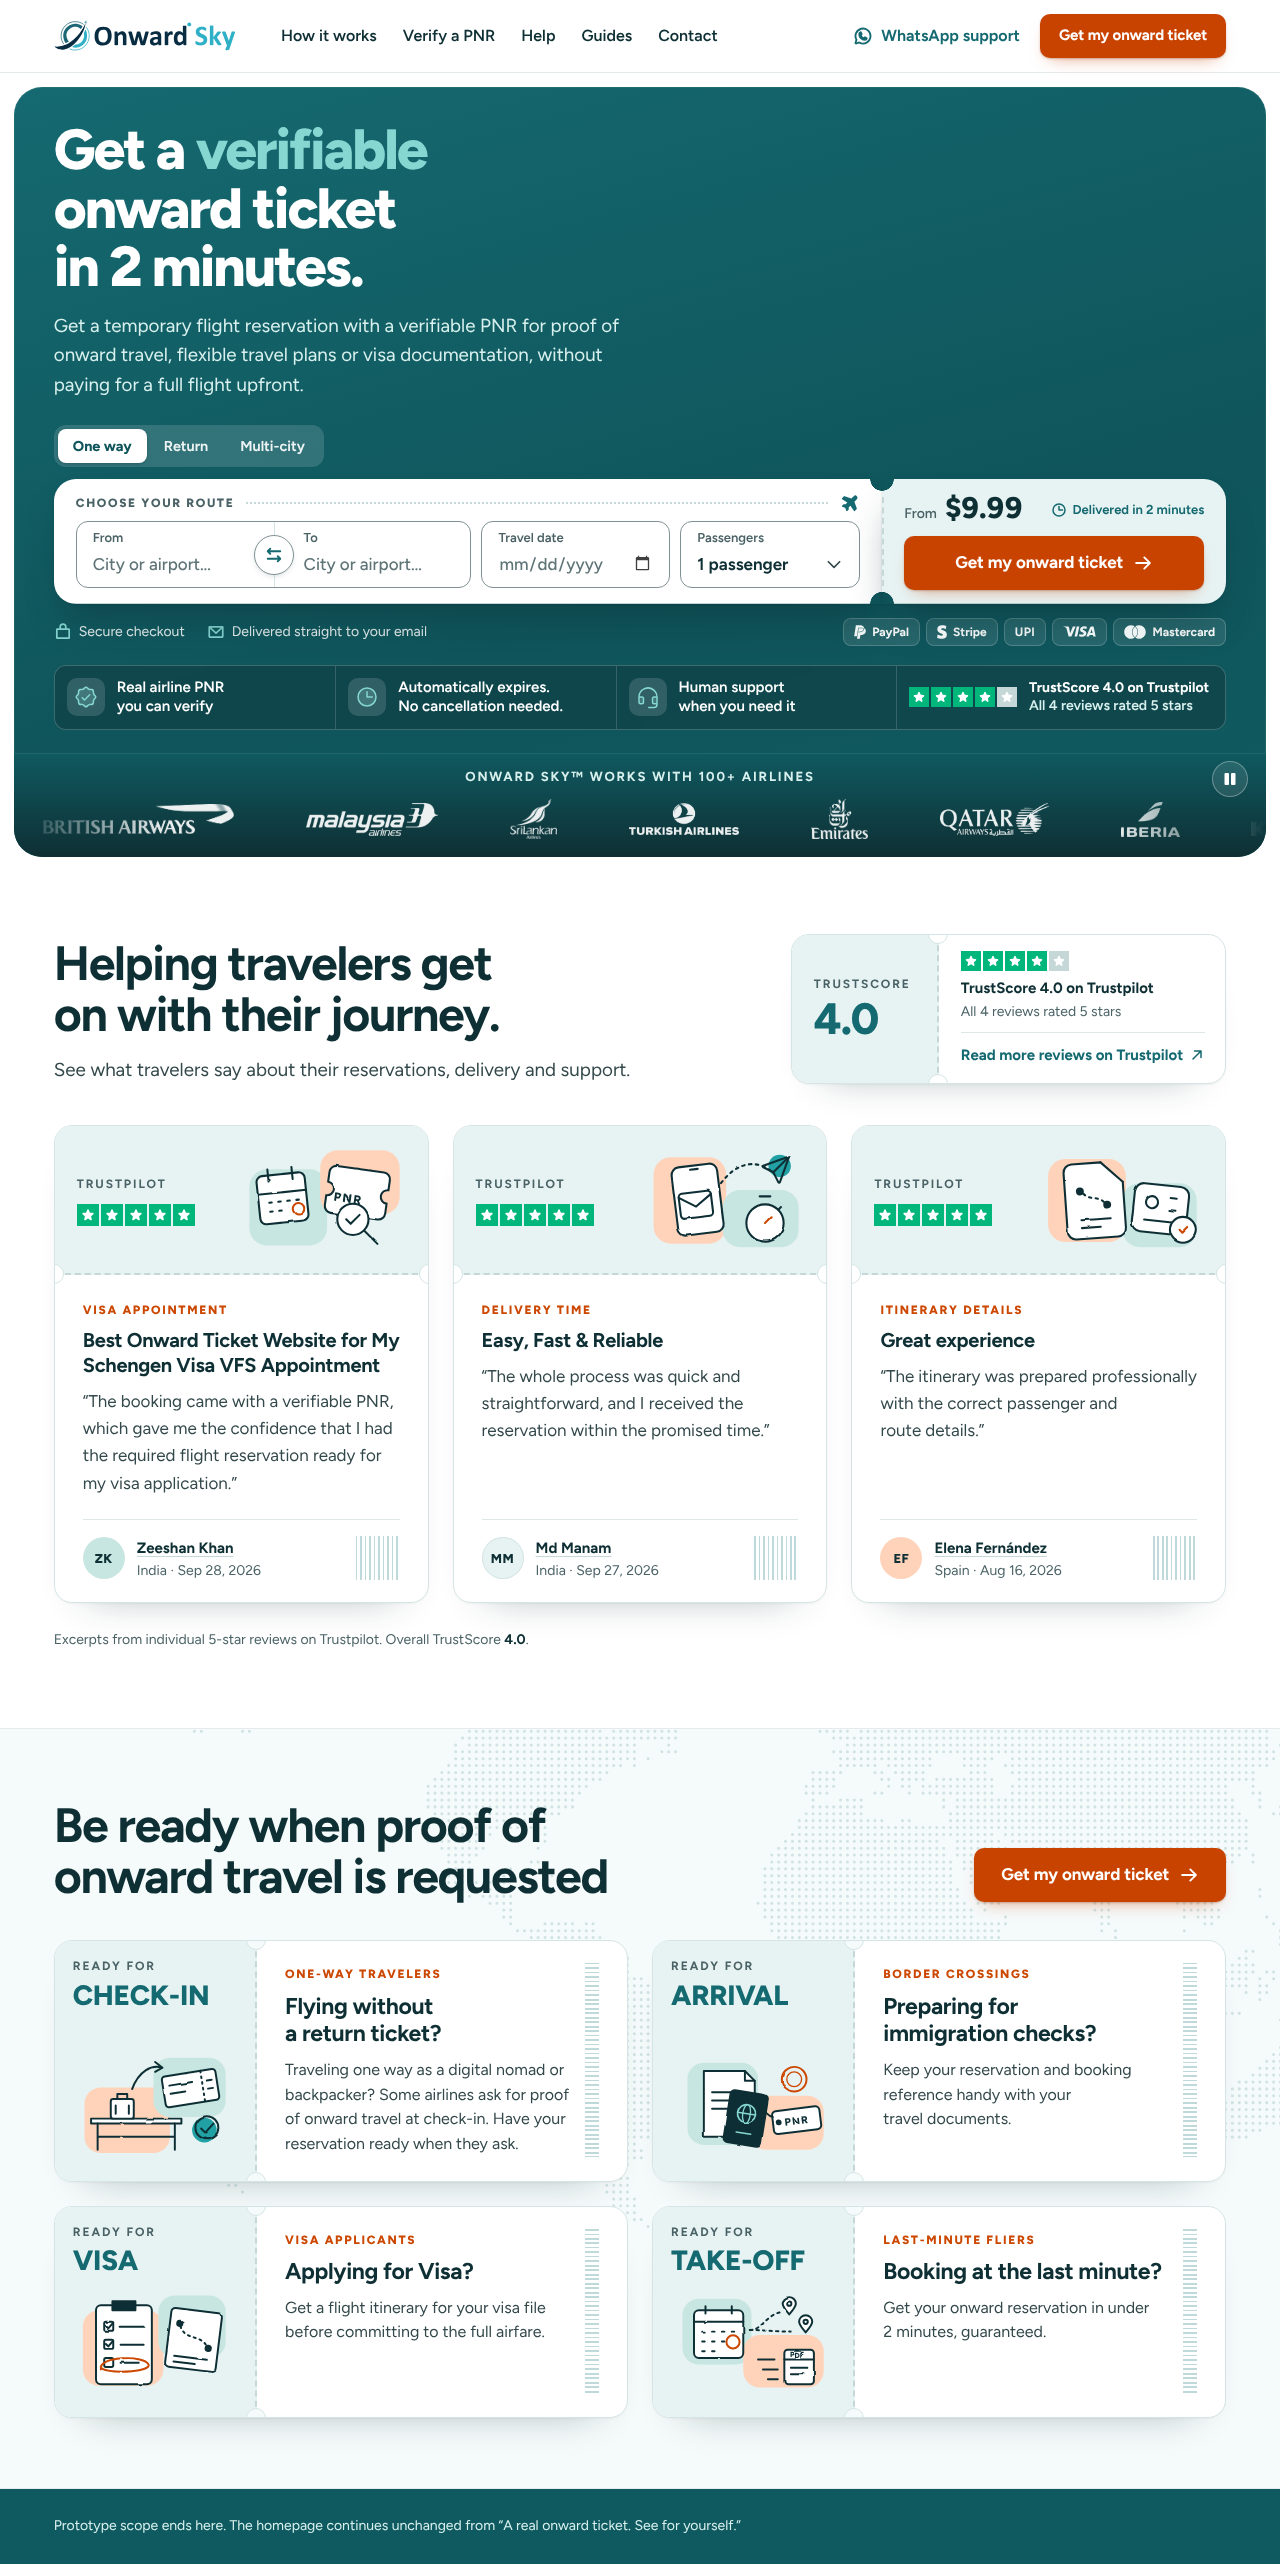 Onward Sky
How it works
Verify a PNR
Help
Guides
Contact
WhatsApp support
Get my onward ticket
Get a verifiable
onward ticket
in 2 minutes.
Get a temporary flight reservation with a verifiable PNR for proof of
onward travel, flexible travel plans or visa documentation, without
paying for a full flight upfront.
One way
Return
Multi-city
CHOOSE YOUR ROUTE
From
City or airport...
To
City or airport...
Travel date
mm/dd/yyyy
Passengers
1 passenger
From $9.99
Delivered in 2 minutes
Get my onward ticket
Secure checkout
Delivered straight to your email
PayPal
Stripe
UPI
VISA
Mastercard
Real airline PNR
you can verify
Automatically expires.
No cancellation needed.
Human support
when you need it
TrustScore 4.0 on Trustpilot
All 4 reviews rated 5 stars
ONWARD SKY™ WORKS WITH 100+ AIRLINES
BRITISH AIRWAYS
malaysia
airlines
SriLankan
Airlines
TURKISH AIRLINES
Emirates
QATAR
AIRWAYS القطرية
IBERIA
Helping travelers get
on with their journey.
See what travelers say about their reservations, delivery and support.
TRUSTSCORE
4.0
TrustScore 4.0 on Trustpilot
All 4 reviews rated 5 stars
Read more reviews on Trustpilot
TRUSTPILOT
PNR
VISA APPOINTMENT
Best Onward Ticket Website for My
Schengen Visa VFS Appointment
“The booking came with a verifiable PNR,
which gave me the confidence that I had
the required flight reservation ready for
my visa application.”
ZK
Zeeshan Khan
India · Sep 28, 2026
TRUSTPILOT
DELIVERY TIME
Easy, Fast & Reliable
“The whole process was quick and
straightforward, and I received the
reservation within the promised time.”
MM
Md Manam
India · Sep 27, 2026
TRUSTPILOT
ITINERARY DETAILS
Great experience
“The itinerary was prepared professionally
with the correct passenger and
route details.”
EF
Elena Fernández
Spain · Aug 16, 2026
Excerpts from individual 5-star reviews on Trustpilot. Overall TrustScore 4.0.
Be ready when proof of
onward travel is requested
Get my onward ticket
READY FOR
CHECK-IN
ONE-WAY TRAVELERS
Flying without
a return ticket?
Traveling one way as a digital nomad or
backpacker? Some airlines ask for proof
of onward travel at check-in. Have your
reservation ready when they ask.
READY FOR
ARRIVAL
PNR
BORDER CROSSINGS
Preparing for
immigration checks?
Keep your reservation and booking
reference handy with your
travel documents.
READY FOR
VISA
VISA APPLICANTS
Applying for Visa?
Get a flight itinerary for your visa file
before committing to the full airfare.
READY FOR
TAKE-OFF
PDF
LAST-MINUTE FLIERS
Booking at the last minute?
Get your onward reservation in under
2 minutes, guaranteed.
Prototype scope ends here. The homepage continues unchanged from “A real onward ticket. See for yourself.”